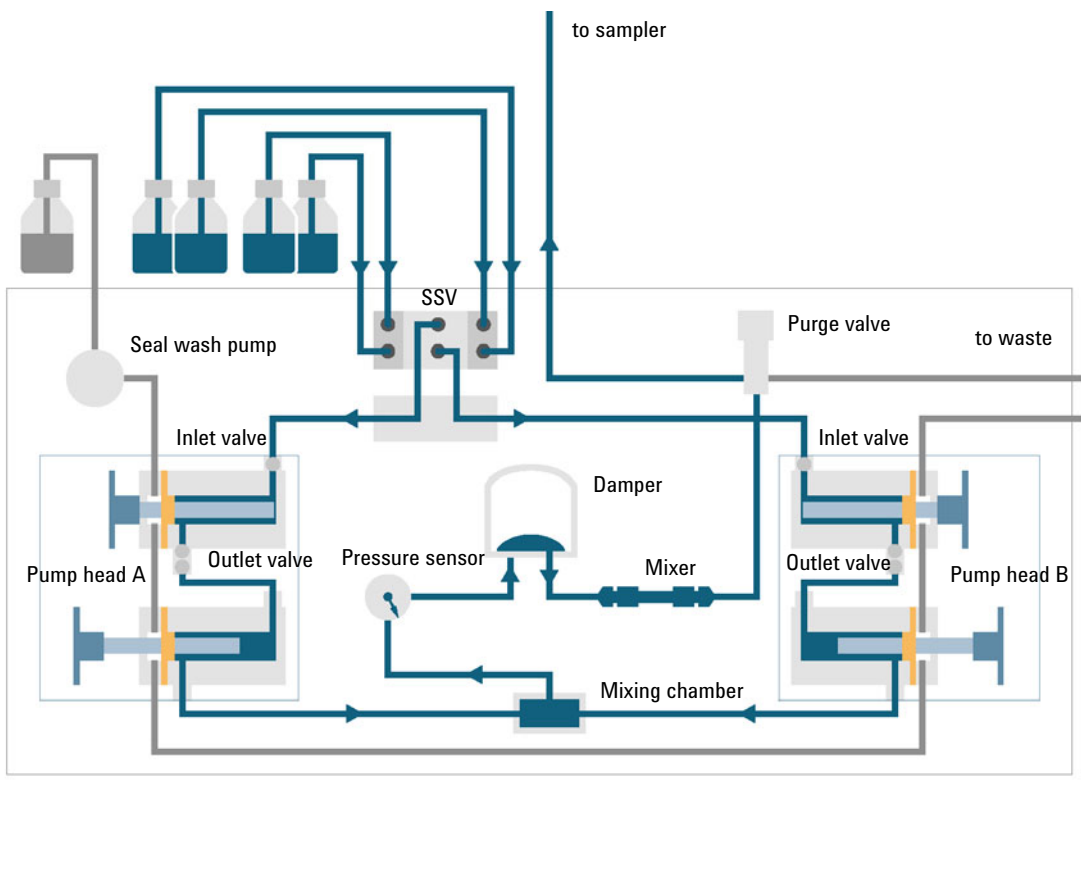 to sampler
SSV
Purge valve
to waste
Seal wash pump
Inlet valve
Inlet valve
Damper
Pressure sensor
Outlet valve
Mixer
Outlet valve
Pump head A
Pump head B
Mixing chamber